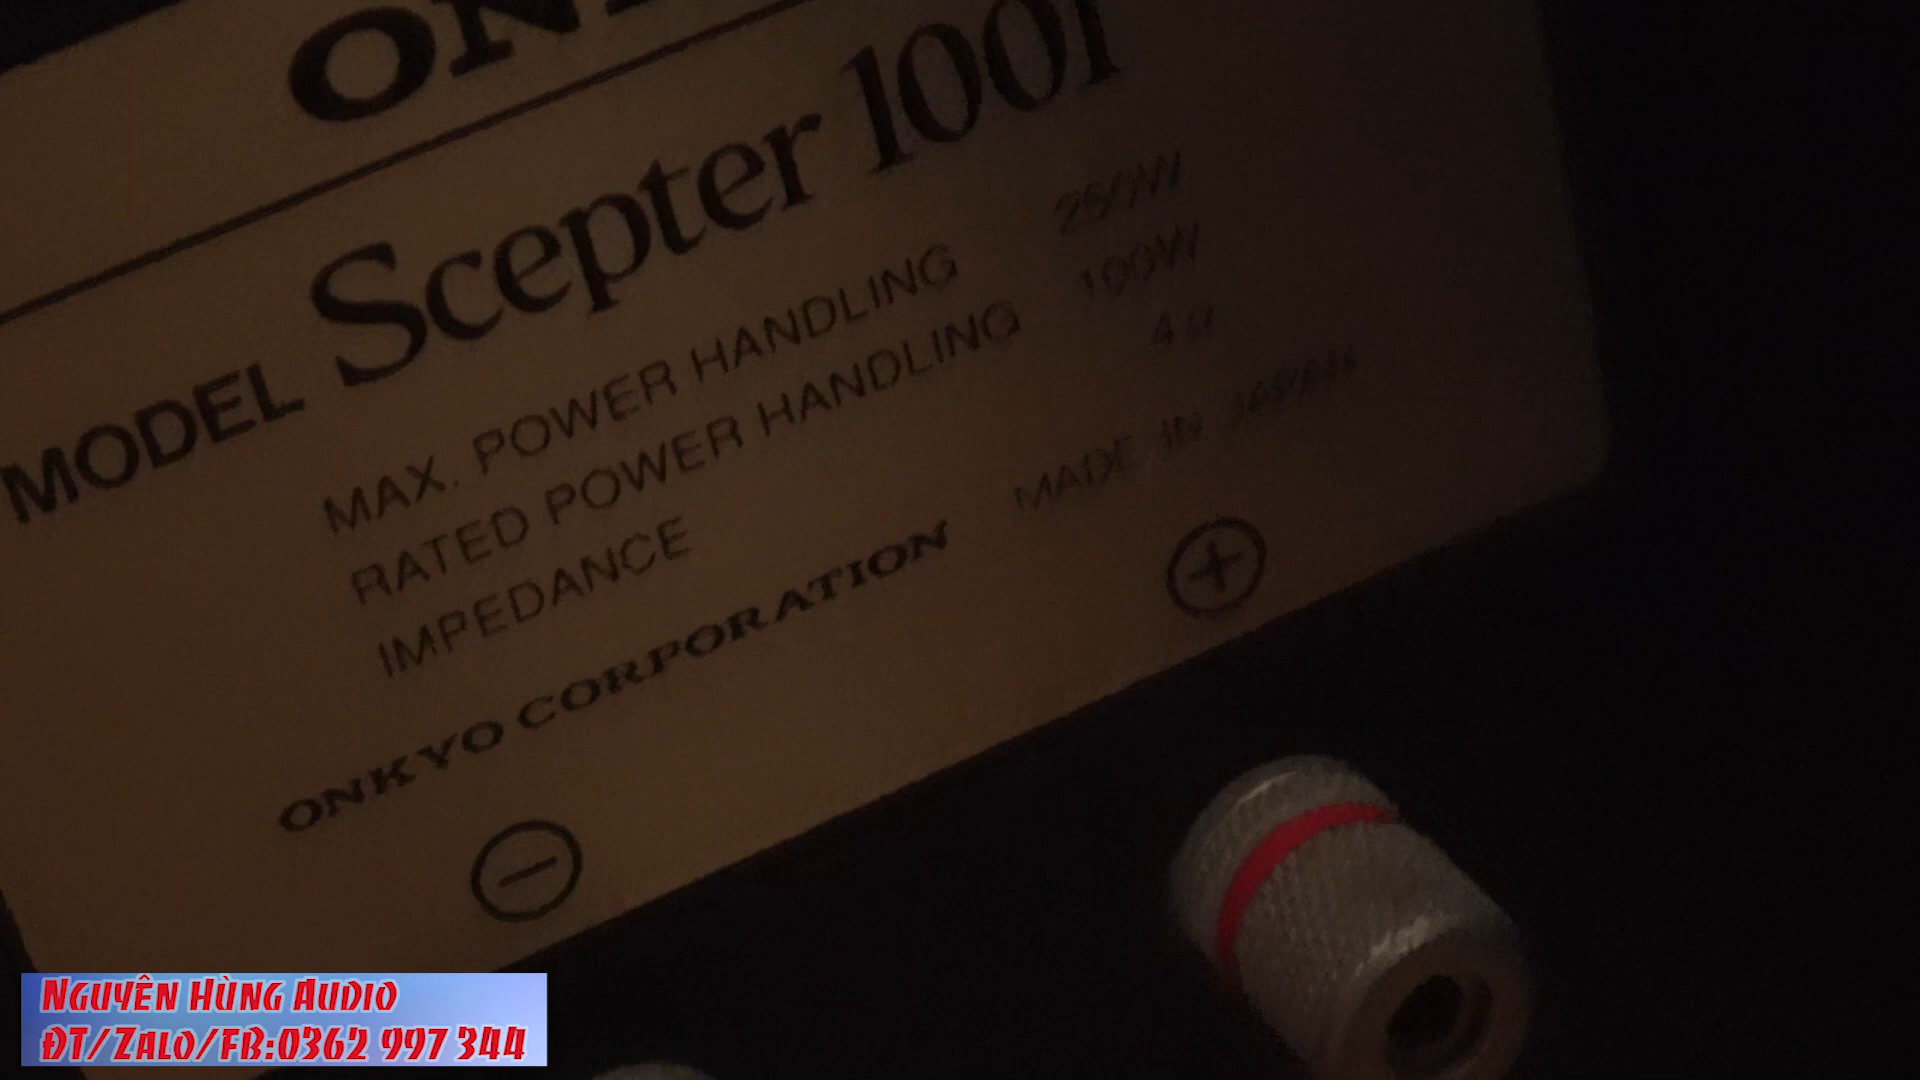 ON
MODEL Scepter 1001
MAX. POWER HANDLING 250W
RATED POWER HANDLING 100W
IMPEDANCE 4Ω
ONKYO CORPORATION MADE IN JAPAN
NGUYÊN HÙNG AUDIO
ĐT/ZALO/FB:0362 997 344